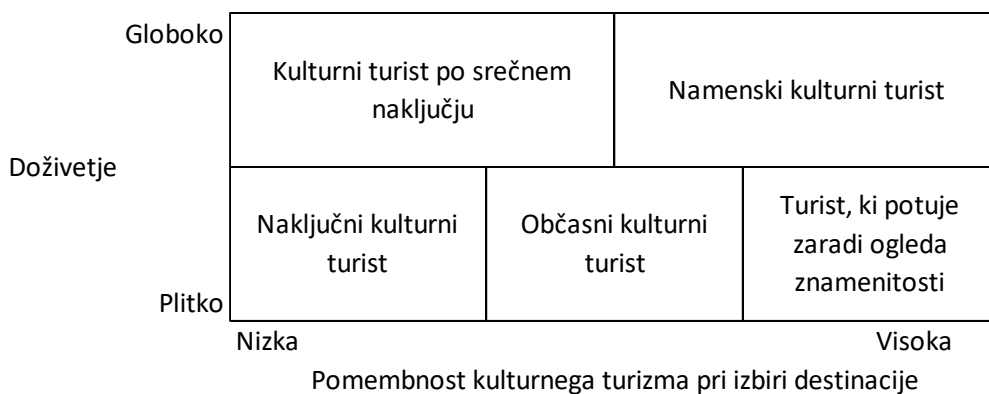 Globoko
Kulturni turist po srečnem
naključju
Namenski kulturni turist
Doživetje
Naključni kulturni
turist
Občasni kulturni
turist
Turist, ki potuje
zaradi ogleda
znamenitosti
Plitko
Nizka
Visoka
Pomembnost kulturnega turizma pri izbiri destinacije